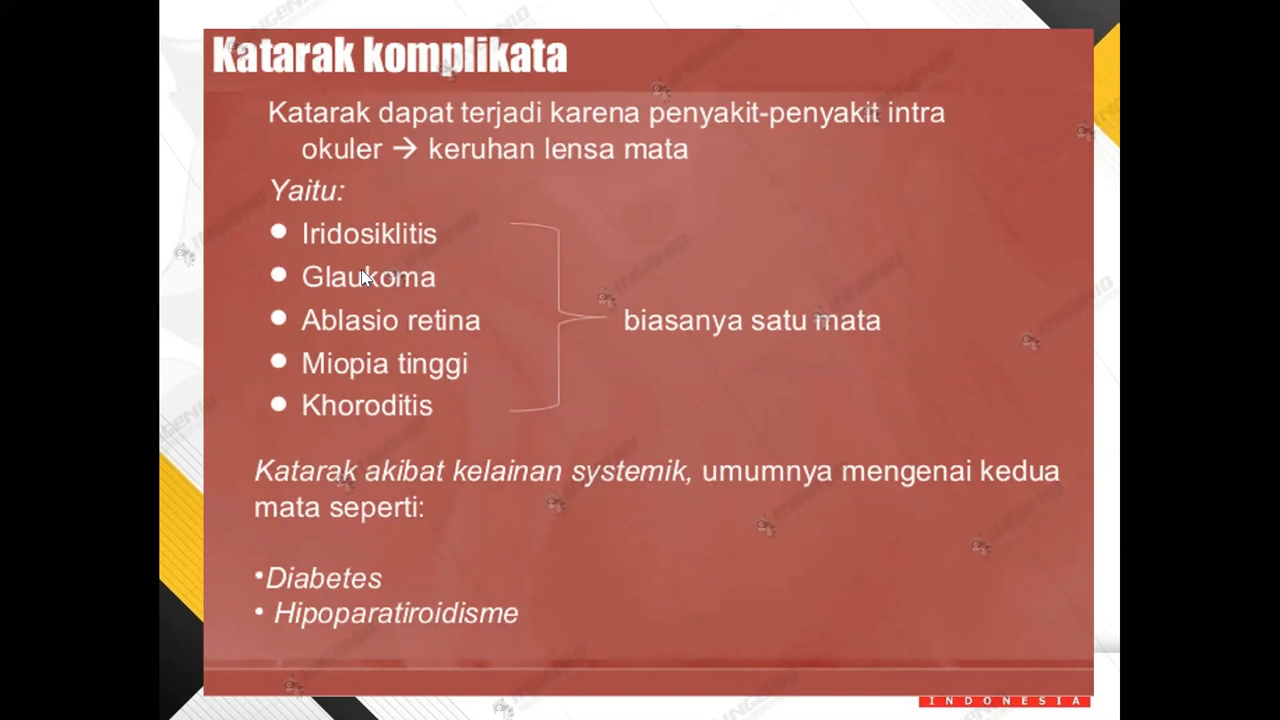 Katarak komplikata
Katarak dapat terjadi karena penyakit-penyakit intra
okuler → keruhan lensa mata
Yaitu:
● Iridosiklitis
● Glaukoma
● Ablasio retina
● Miopia tinggi
● Khoroditis
biasanya satu mata
Katarak akibat kelainan systemik, umumnya mengenai kedua
mata seperti:
•Diabetes
• Hipoparatiroidisme
INDONESIA
INGENIO